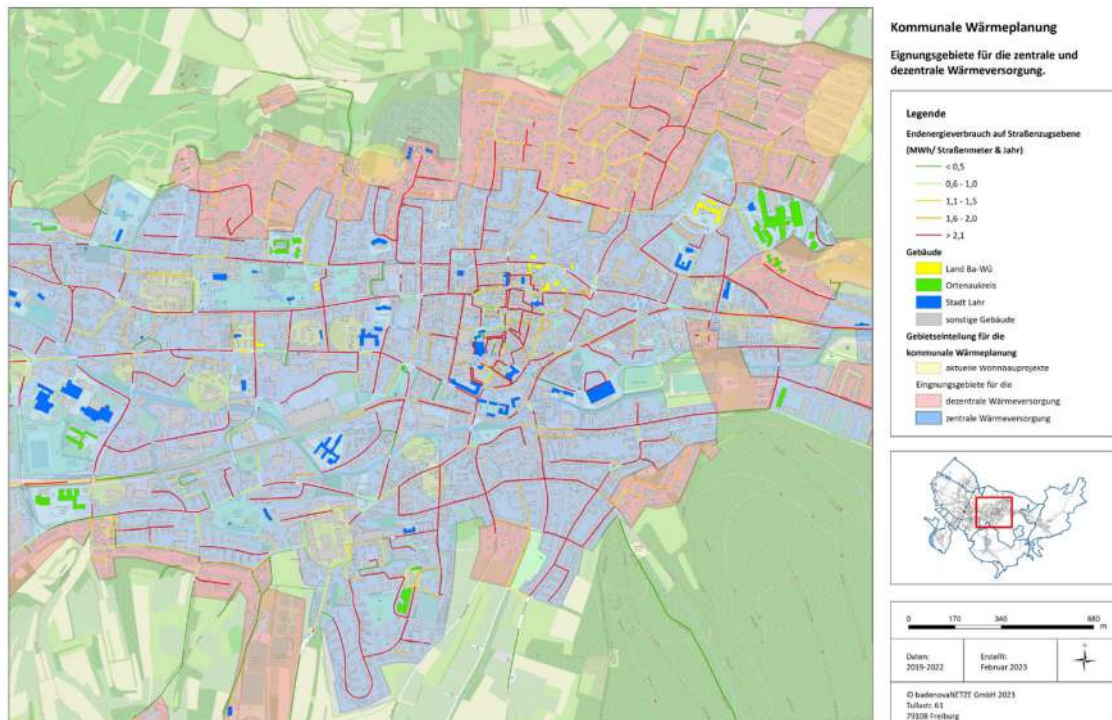 Kommunale Wärmeplanung
Eignungsgebiete für die zentrale und
dezentrale Wärmeversorgung.
Legende
Endenergieverbrauch auf Straßenzugsebene
(MWh/ Straßenmeter & Jahr)
< 0,5
0,6 - 1,0
1,1 - 1,5
1,6 - 2,0
> 2,1
Gebäude
Land Ba-Wü
Ortenaukreis
Stadt Lahr
sonstige Gebäude
Gebietseinteilung für die
kommunale Wärmeplanung
aktuelle Wohnbauprojekte
Eingnungsgebiete für die
dezentrale Wärmeversorgung
zentrale Wärmeversorgung
0 170 340 680
m
Daten:
2019-2022
Erstellt:
Februar 2023
© badenovaNETZE GmbH 2023
Tullastr. 61
79108 Freiburg